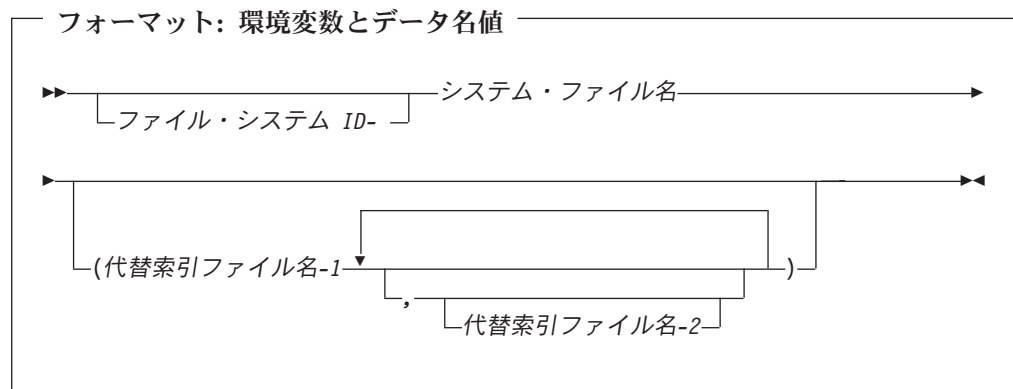 フォーマット: 環境変数とデータ名値
システム・ファイル名
ファイル・システム ID-
(代替索引ファイル名-1
)
,
代替索引ファイル名-2